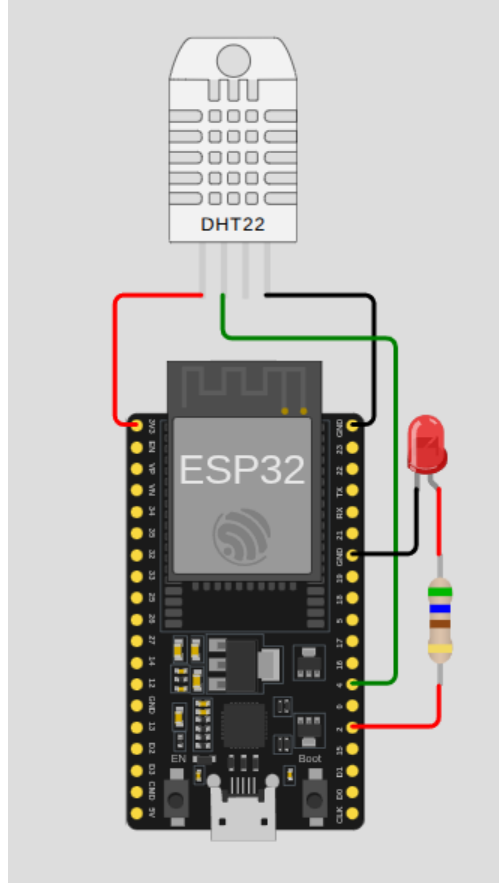 DHT22
ESP32
3V3
EN
VP
VN
34
35
32
33
25
26
27
14
12
GND
13
D2
D3
CMD
5V
GND
23
22
TX
RX
21
GND
19
18
5
17
16
4
0
2
15
D1
D0
CLK
EN
Boot